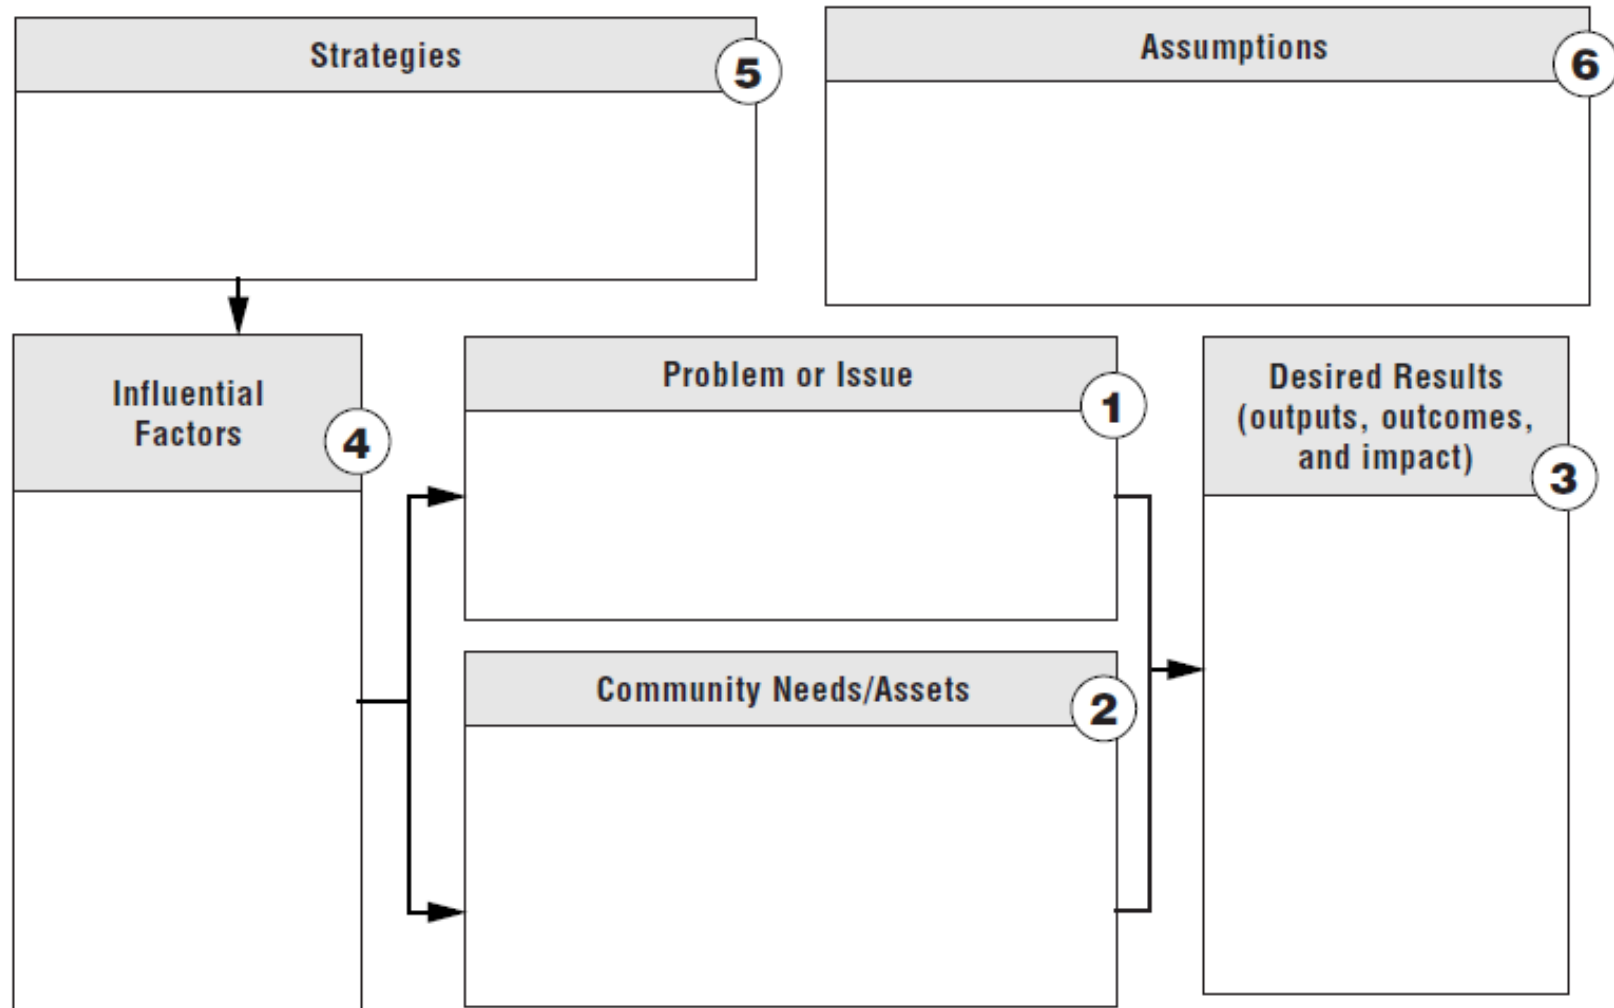 Strategies
5
Assumptions
6
Influential
Factors
4
Problem or Issue
1
Community Needs/Assets
2
Desired Results
(outputs, outcomes,
and impact)
3